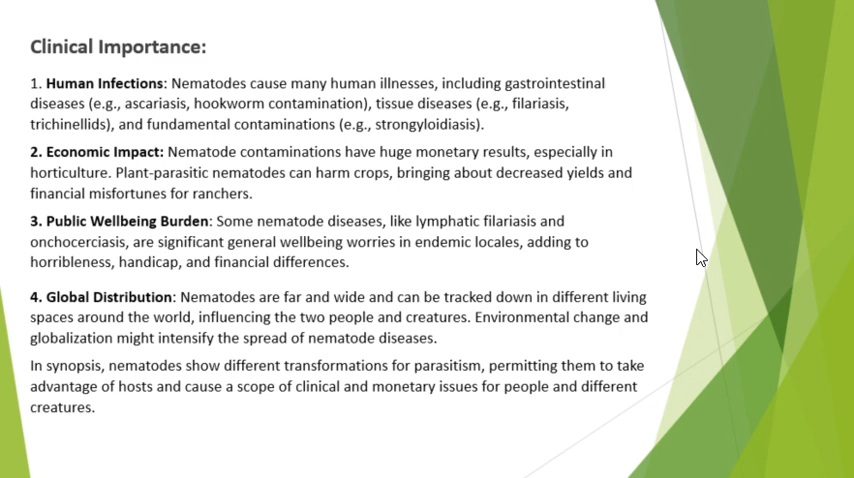 Clinical Importance:
1. Human Infections: Nematodes cause many human illnesses, including gastrointestinal
diseases (e.g., ascariasis, hookworm contamination), tissue diseases (e.g., filariasis,
trichinellids), and fundamental contaminations (e.g., strongyloidiasis).
2. Economic Impact: Nematode contaminations have huge monetary results, especially in
horticulture. Plant-parasitic nematodes can harm crops, bringing about decreased yields and
financial misfortunes for ranchers.
3. Public Wellbeing Burden: Some nematode diseases, like lymphatic filariasis and
onchocerciasis, are significant general wellbeing worries in endemic locales, adding to
horribleness, handicap, and financial differences.
4. Global Distribution: Nematodes are far and wide and can be tracked down in different living
spaces around the world, influencing the two people and creatures. Environmental change and
globalization might intensify the spread of nematode diseases.
In synopsis, nematodes show different transformations for parasitism, permitting them to take
advantage of hosts and cause a scope of clinical and monetary issues for people and different
creatures.